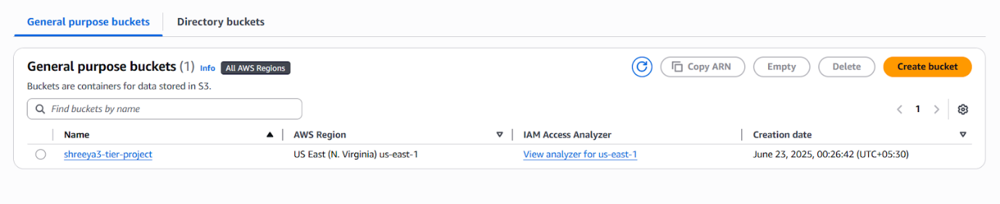 General purpose buckets Directory buckets
General purpose buckets (1) Info All AWS Regions Copy ARN Empty Delete Create bucket
Buckets are containers for data stored in S3.
Find buckets by name 1
Name AWS Region IAM Access Analyzer Creation date
shreeya3-tier-project US East (N. Virginia) us-east-1 View analyzer for us-east-1 June 23, 2025, 00:26:42 (UTC+05:30)